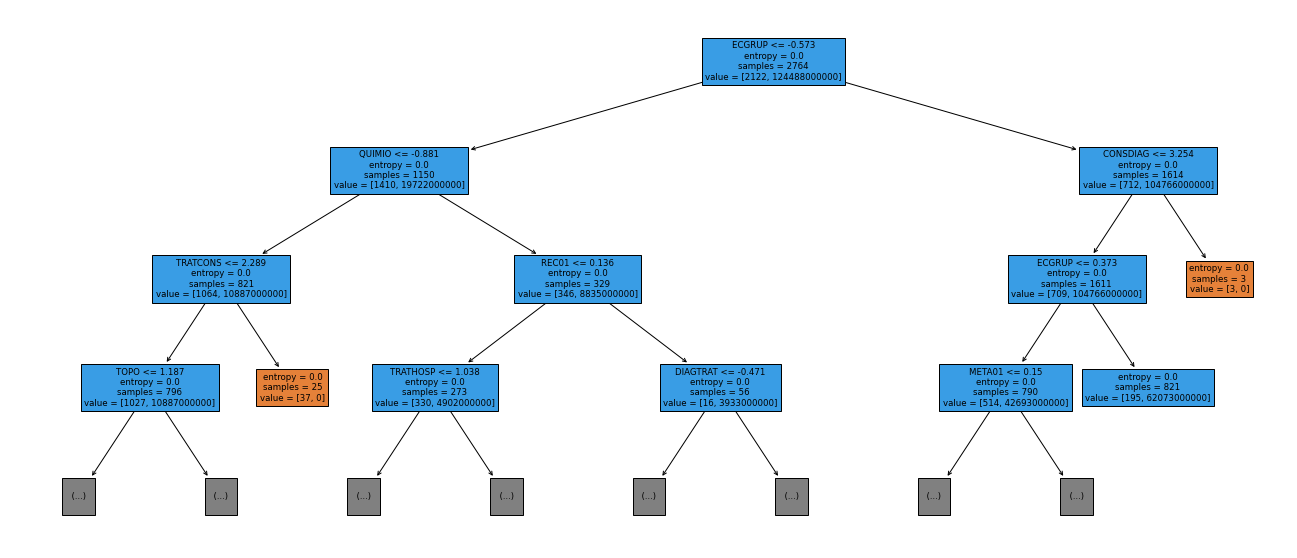 ECGRUP <= -0.573
entropy = 0.0
samples = 2764
value = [2122, 124488000000]
QUIMIO <= -0.881
entropy = 0.0
samples = 1150
value = [1410, 19722000000]
CONSDIAG <= 3.254
entropy = 0.0
samples = 1614
value = [712, 104766000000]
TRATCONS <= 2.289
entropy = 0.0
samples = 821
value = [1064, 10887000000]
REC01 <= 0.136
entropy = 0.0
samples = 329
value = [346, 8835000000]
ECGRUP <= 0.373
entropy = 0.0
samples = 1611
value = [709, 104766000000]
entropy = 0.0
samples = 3
value = [3, 0]
TOPO <= 1.187
entropy = 0.0
samples = 796
value = [1027, 10887000000]
entropy = 0.0
samples = 25
value = [37, 0]
TRATHOSP <= 1.038
entropy = 0.0
samples = 273
value = [330, 4902000000]
DIAGTRAT <= -0.471
entropy = 0.0
samples = 56
value = [16, 3933000000]
META01 <= 0.15
entropy = 0.0
samples = 790
value = [514, 42693000000]
entropy = 0.0
samples = 821
value = [195, 62073000000]
(...)
(...)
(...)
(...)
(...)
(...)
(...)
(...)